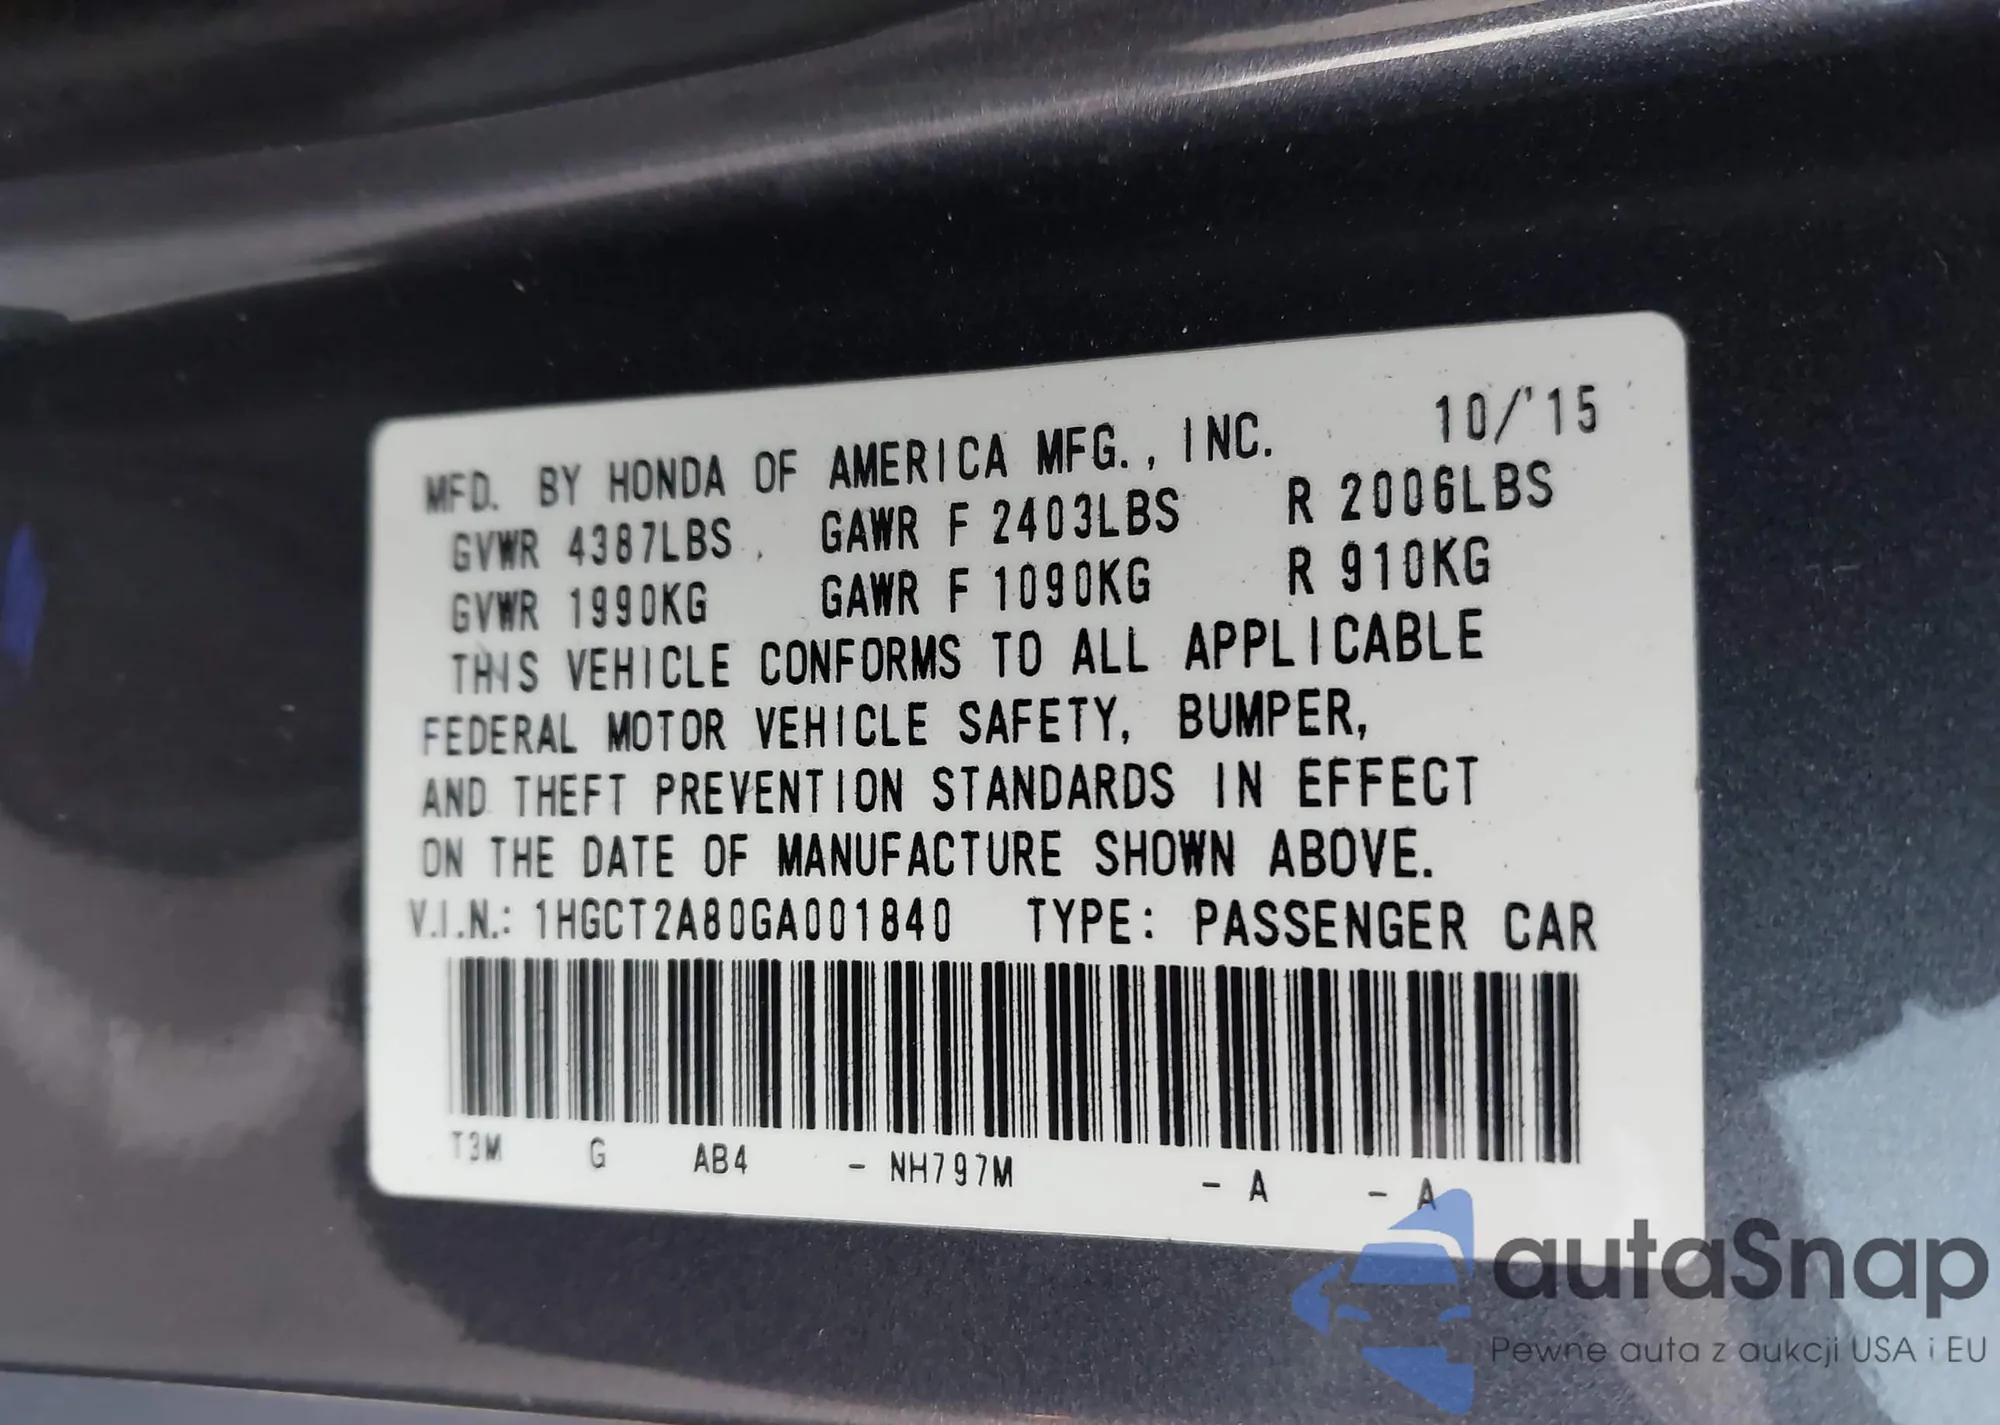 MFD. BY HONDA OF AMERICA MFG., INC. 10/'15
GVWR 4387LBS GAWR F 2403LBS R 2006LBS
GVWR 1990KG GAWR F 1090KG R 910KG
THIS VEHICLE CONFORMS TO ALL APPLICABLE
FEDERAL MOTOR VEHICLE SAFETY, BUMPER,
AND THEFT PREVENTION STANDARDS IN EFFECT
ON THE DATE OF MANUFACTURE SHOWN ABOVE.
V.I.N.: 1HGCT2A80GA001840 TYPE: PASSENGER CAR
T3M G AB4 - NH797M - A - A
autaSnap
Pewne auta z aukcji USA i EU